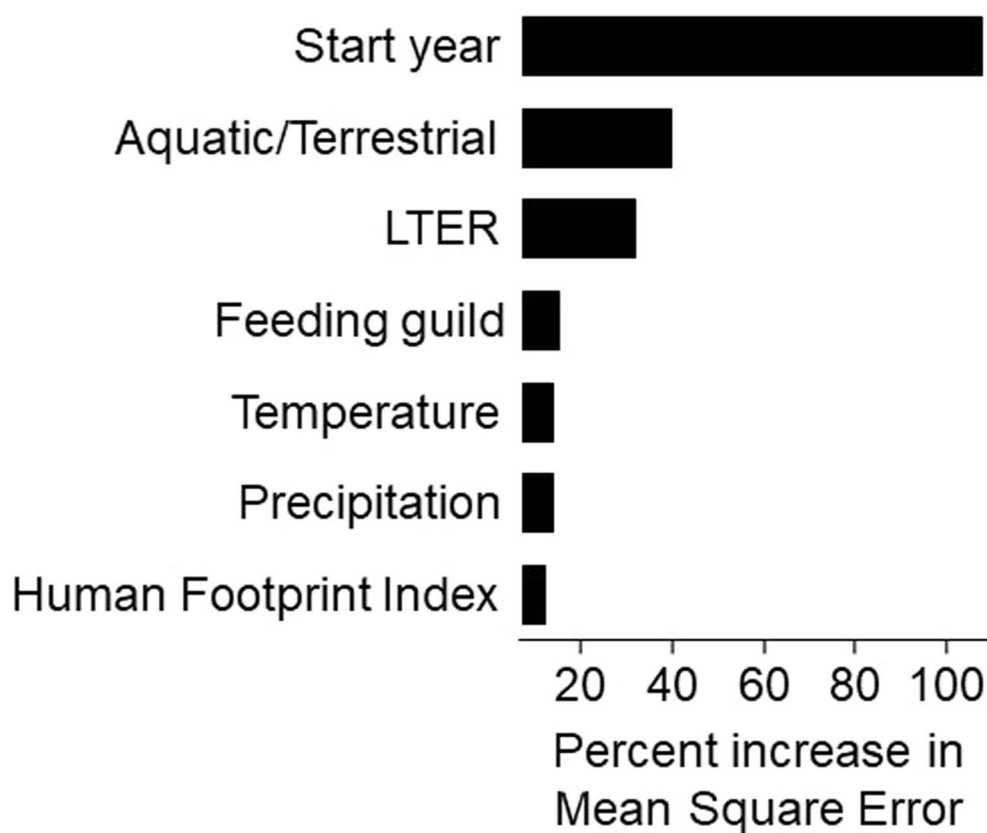 Start year
Aquatic/Terrestrial
LTER
Feeding guild
Temperature
Precipitation
Human Footprint Index
20 40 60 80 100
Percent increase in
Mean Square Error